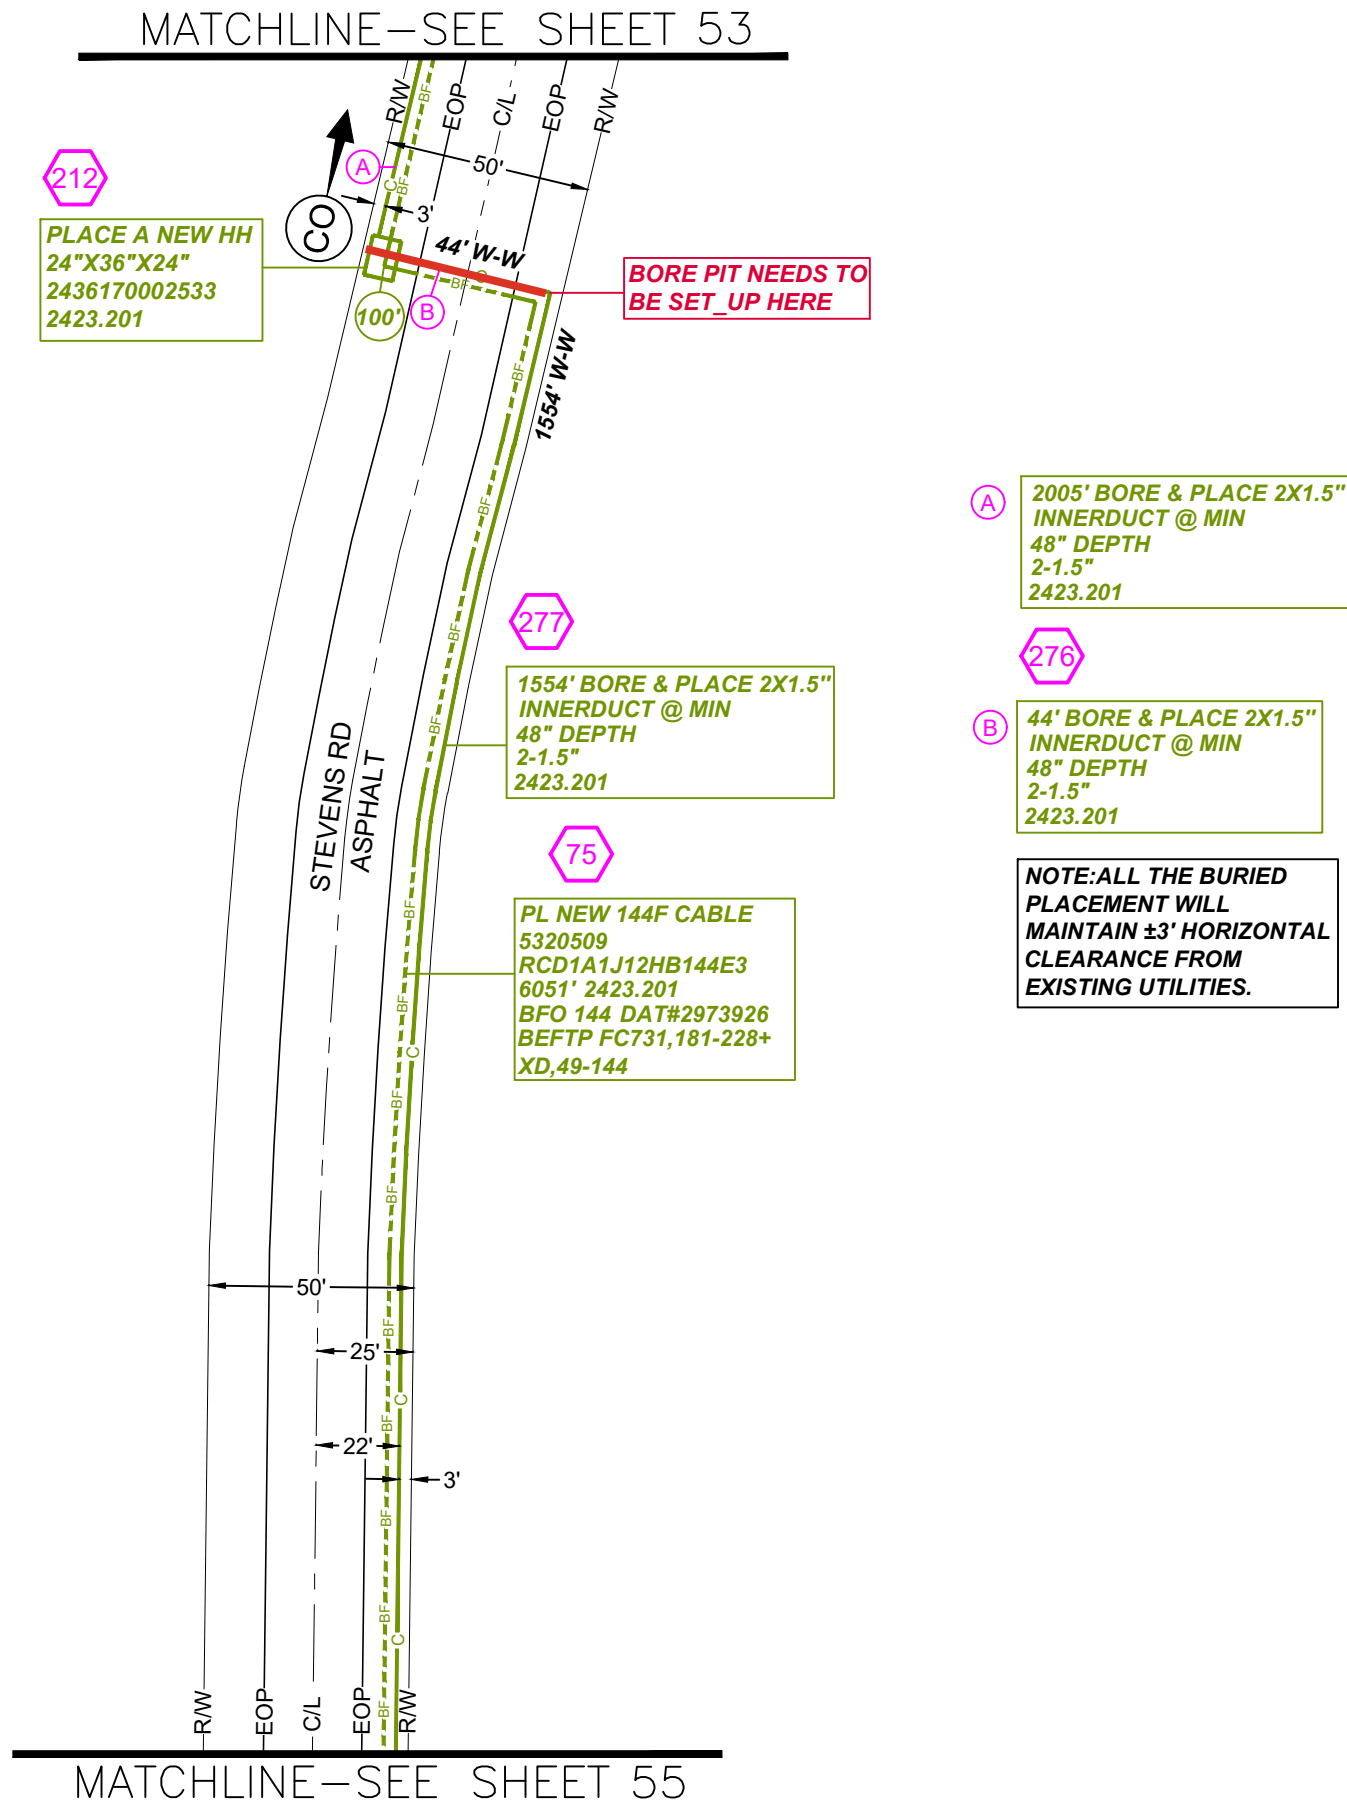 MATCHLINE-SEE SHEET 53
R/W
BF
EOP
C/L
EOP
R/W
A
50'
C
BF
3'
CO
212
PLACE A NEW HH
24"X36"X24"
2436170002533
2423.201
44' W-W
C
BF
B
100'
BORE PIT NEEDS TO
BE SET_UP HERE
BF
1554' W-W
BF
A
2005' BORE & PLACE 2X1.5"
INNERDUCT @ MIN
48" DEPTH
2-1.5"
2423.201
277
BF
276
1554' BORE & PLACE 2X1.5"
INNERDUCT @ MIN
48" DEPTH
2-1.5"
2423.201
B
44' BORE & PLACE 2X1.5"
INNERDUCT @ MIN
48" DEPTH
2-1.5"
2423.201
BF
STEVENS RD
ASPHALT
75
NOTE:ALL THE BURIED
PLACEMENT WILL
MAINTAIN ±3' HORIZONTAL
CLEARANCE FROM
EXISTING UTILITIES.
BF
PL NEW 144F CABLE
5320509
RCD1A1J12HB144E3
6051' 2423.201
BFO 144 DAT#2973926
BEFTP FC731,181-228+
XD,49-144
BF
C
BF
BF
50'
BF
25'
C
BF
22'
3'
BF
BF
C
R/W
EOP
C/L
EOP
BF
R/W
MATCHLINE-SEE SHEET 55